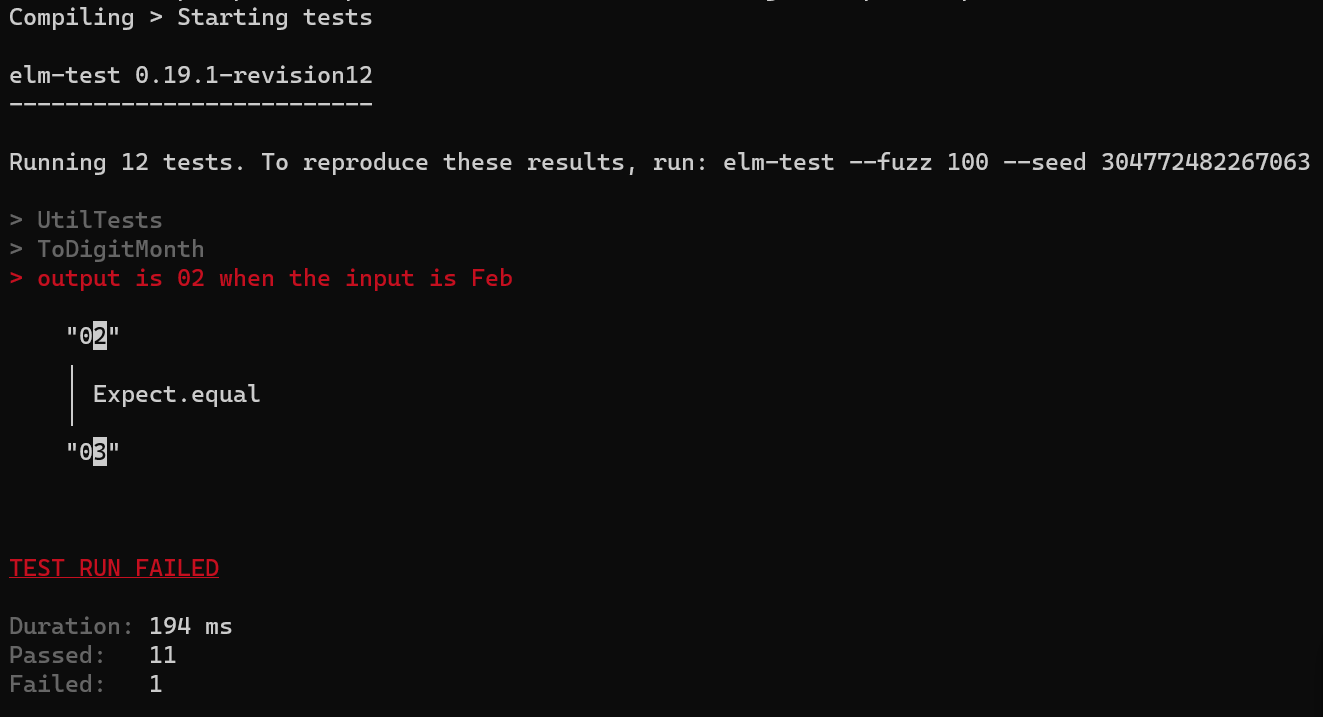 Compiling > Starting tests
elm-test 0.19.1-revision12
--------------------------
Running 12 tests. To reproduce these results, run: elm-test --fuzz 100 --seed 304772482267063
> UtilTests
> ToDigitMonth
> output is 02 when the input is Feb
"02"
│ Expect.equal
"03"
TEST RUN FAILED
Duration: 194 ms
Passed: 11
Failed: 1